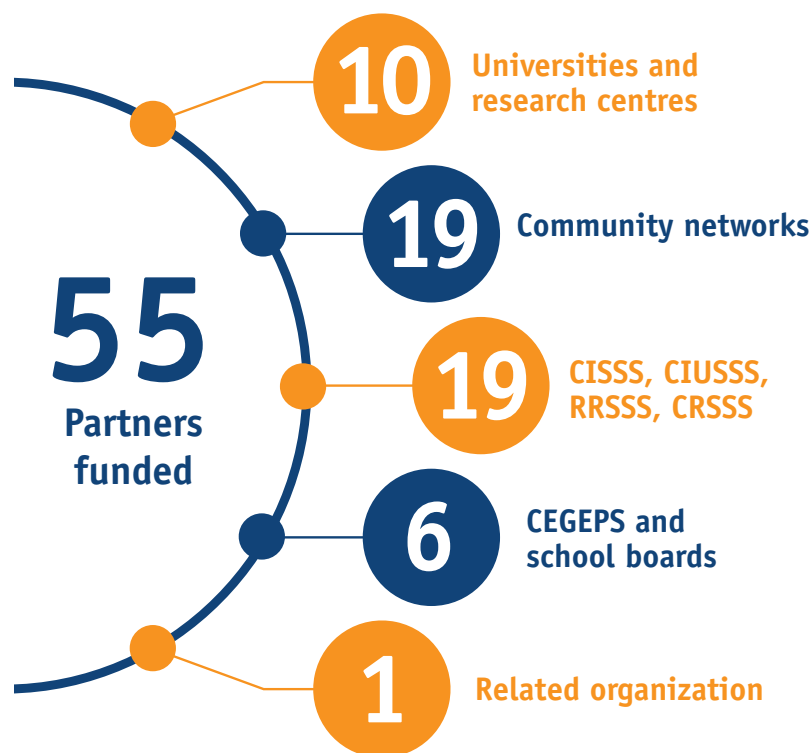 10
Universities and
research centres
19
Community networks
55
Partners
funded
19
CISSS, CIUSSS,
RRSSS, CRSSS
6
CEGEPS and
school boards
1
Related organization